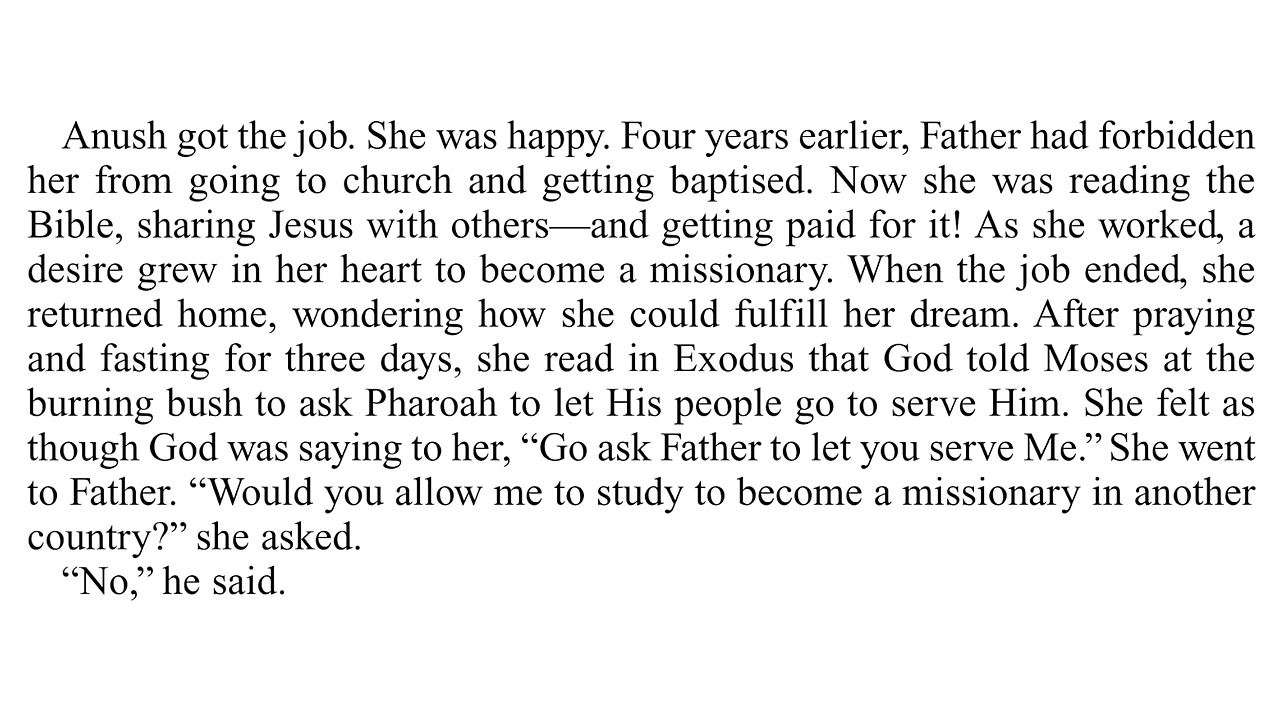 Anush got the job. She was happy. Four years earlier, Father had forbidden
her from going to church and getting baptised. Now she was reading the
Bible, sharing Jesus with others—and getting paid for it! As she worked, a
desire grew in her heart to become a missionary. When the job ended, she
returned home, wondering how she could fulfill her dream. After praying
and fasting for three days, she read in Exodus that God told Moses at the
burning bush to ask Pharoah to let His people go to serve Him. She felt as
though God was saying to her, “Go ask Father to let you serve Me.” She went
to Father. “Would you allow me to study to become a missionary in another
country?” she asked.
“No,” he said.